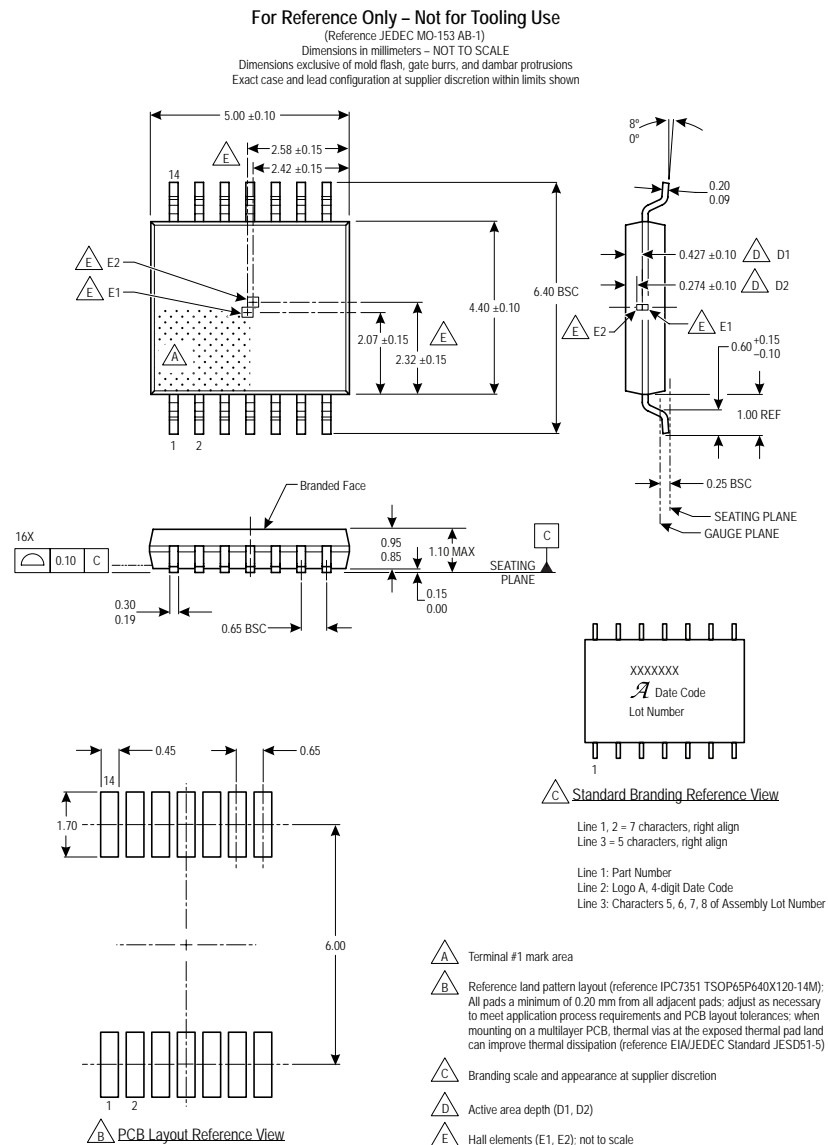 For Reference Only – Not for Tooling Use
(Reference JEDEC MO-153 AB-1)
Dimensions in millimeters – NOT TO SCALE
Dimensions exclusive of mold flash, gate burrs, and dambar protrusions
Exact case and lead configuration at supplier discretion within limits shown
5.00 ±0.10
E
2.58 ±0.15
2.42 ±0.15
14
E E2
E E1
A
2.07 ±0.15
2.32 ±0.15
E
4.40 ±0.10
6.40 BSC
1 2
8º
0º
0.20
0.09
0.427 ±0.10 D D1
0.274 ±0.10 D D2
E E2
E E1
0.60 +0.15
–0.10
1.00 REF
0.25 BSC
SEATING PLANE
GAUGE PLANE
Branded Face
16X
0.10 C
0.95
0.85
1.10 MAX
C
SEATING
PLANE
0.15
0.00
0.30
0.19
0.65 BSC
XXXXXXX
A Date Code
Lot Number
1
C Standard Branding Reference View
Line 1, 2 = 7 characters, right align
Line 3 = 5 characters, right align
Line 1: Part Number
Line 2: Logo A, 4-digit Date Code
Line 3: Characters 5, 6, 7, 8 of Assembly Lot Number
0.45
0.65
14
1.70
6.00
1 2
B PCB Layout Reference View
A Terminal #1 mark area
B Reference land pattern layout (reference IPC7351 TSOP65P640X120-14M);
All pads a minimum of 0.20 mm from all adjacent pads; adjust as necessary
to meet application process requirements and PCB layout tolerances; when
mounting on a multilayer PCB, thermal vias at the exposed thermal pad land
can improve thermal dissipation (reference EIA/JEDEC Standard JESD51-5)
C Branding scale and appearance at supplier discretion
D Active area depth (D1, D2)
E Hall elements (E1, E2); not to scale